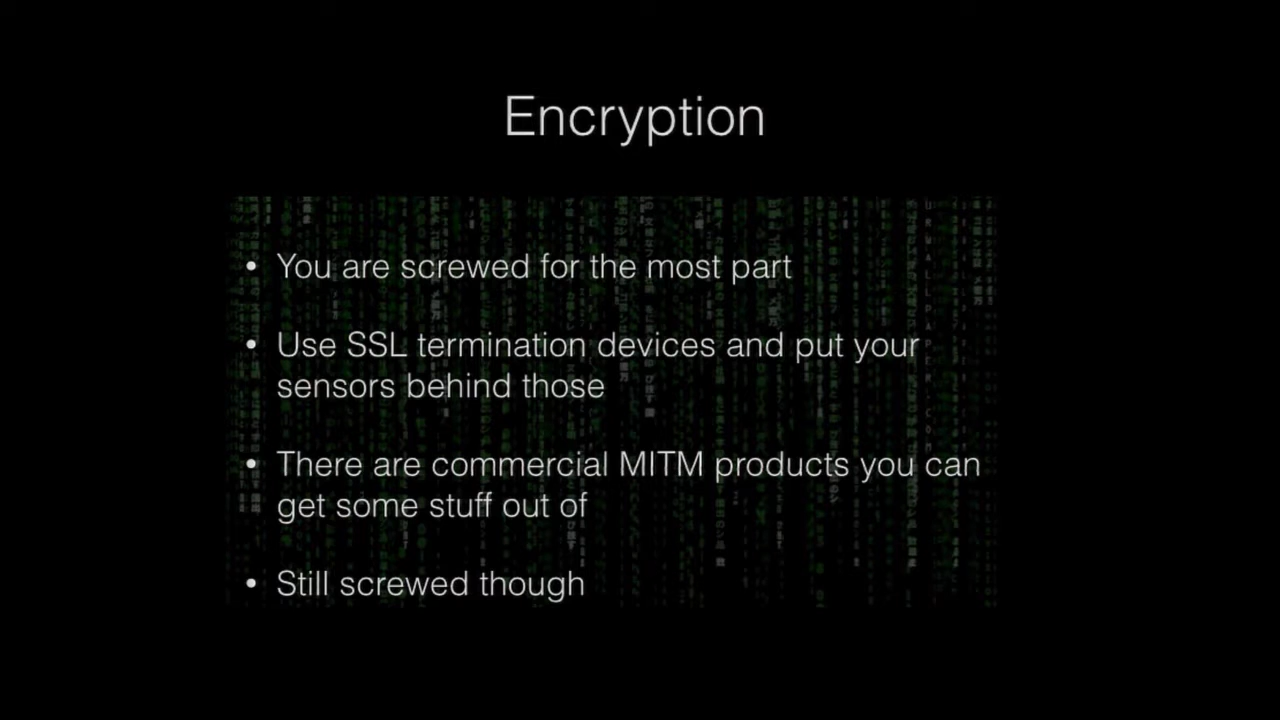 Encryption
• You are screwed for the most part
• Use SSL termination devices and put your
sensors behind those
• There are commercial MITM products you can
get some stuff out of
• Still screwed though